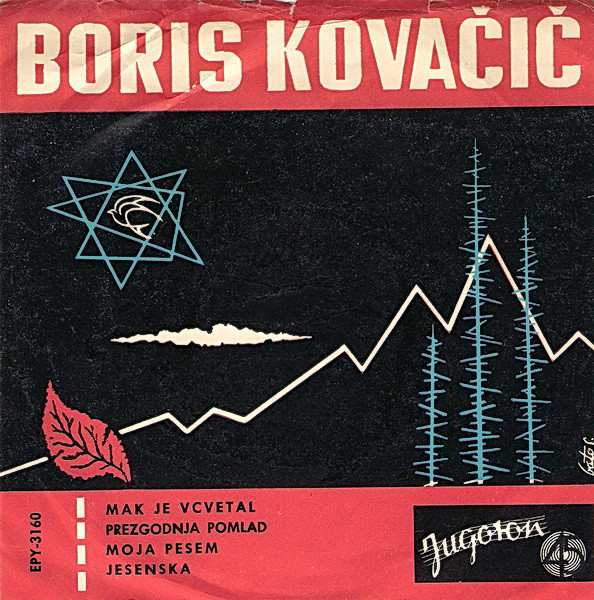 BORIS KOVAČIČ
EPY-3160
MAK JE VCVETAL
PREZGODNJA POMLAD
MOJA PESEM
JESENSKA
Jugoton